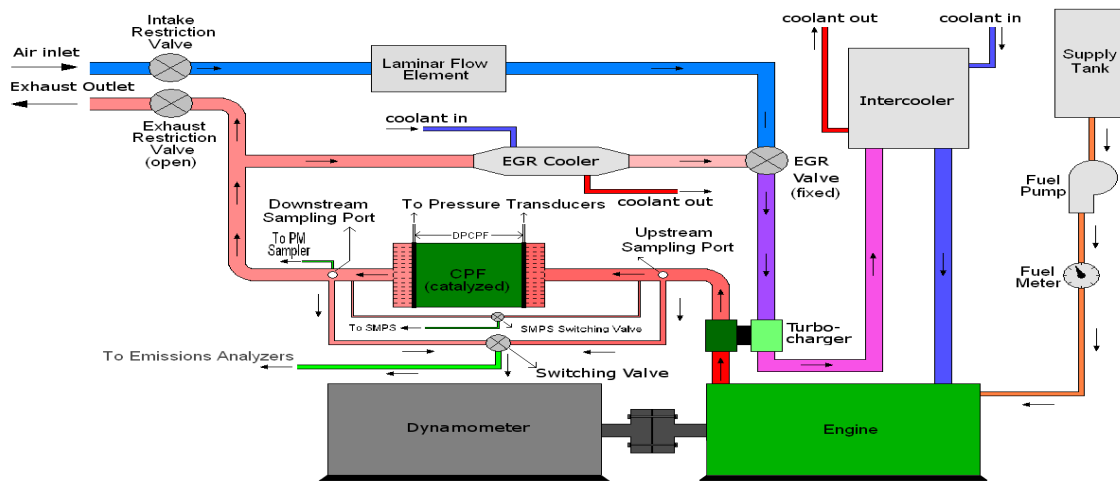 Intake
Restriction
Valve
Air inlet
Exhaust Outlet
Exhaust
Restriction
Valve
(open)
Laminar Flow
Element
coolant in
EGR Cooler
coolant out
EGR
Valve
(fixed)
coolant out
coolant in
Intercooler
Supply
Tank
Fuel
Pump
Fuel
Meter
Downstream
Sampling Port
To Pressure Transducers
DPCPF
To PM
Sampler
CPF
(catalyzed)
Upstream
Sampling Port
To SMPS
SMPS Switching Valve
To Emissions Analyzers
Switching Valve
Turbo-
charger
Dynamometer
Engine